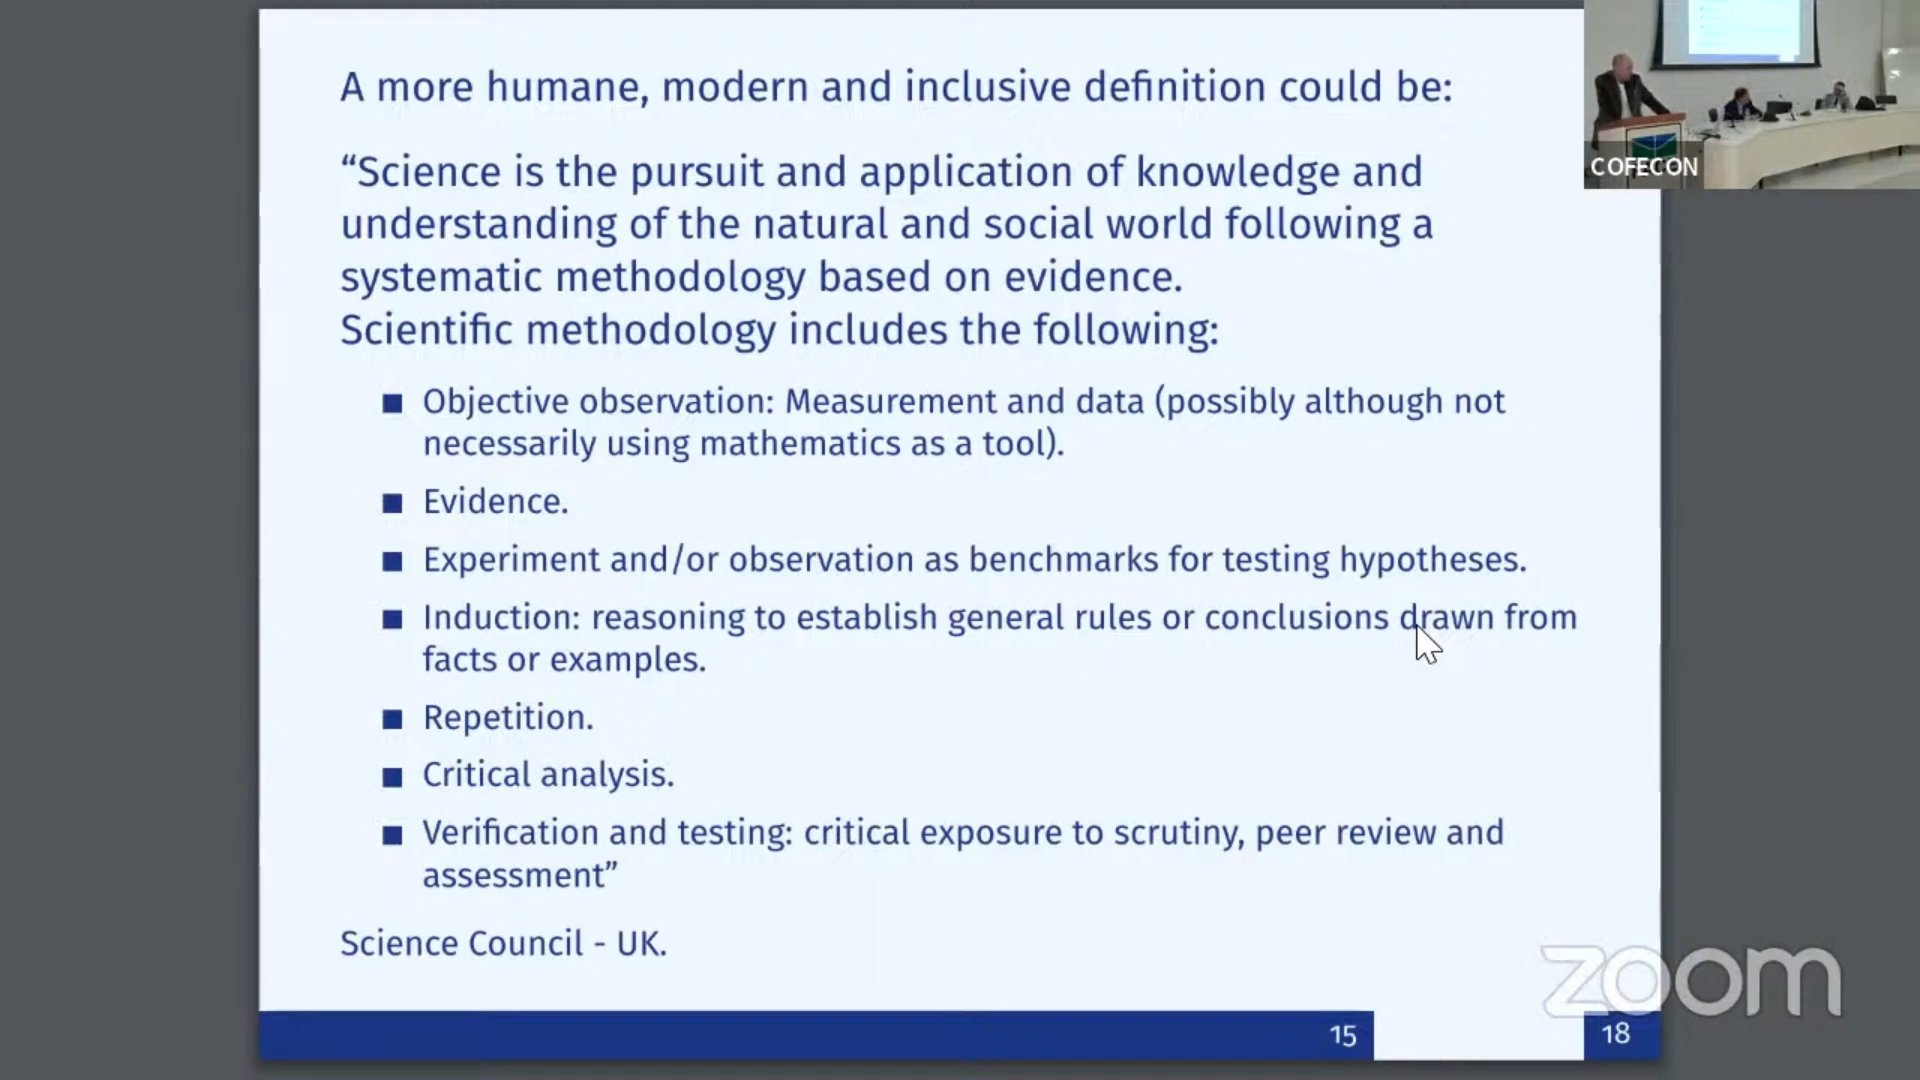 A more humane, modern and inclusive definition could be:
“Science is the pursuit and application of knowledge and
understanding of the natural and social world following a
systematic methodology based on evidence.
Scientific methodology includes the following:
■ Objective observation: Measurement and data (possibly although not
necessarily using mathematics as a tool).
■ Evidence.
■ Experiment and/or observation as benchmarks for testing hypotheses.
■ Induction: reasoning to establish general rules or conclusions drawn from
facts or examples.
■ Repetition.
■ Critical analysis.
■ Verification and testing: critical exposure to scrutiny, peer review and
assessment”
Science Council - UK.
15
18
COFECON
zoom